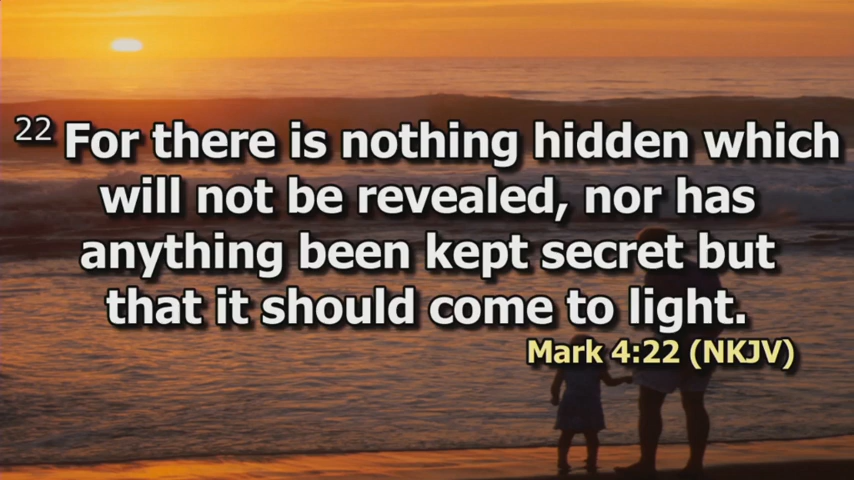 22 For there is nothing hidden which
will not be revealed, nor has
anything been kept secret but
that it should come to light.
Mark 4:22 (NKJV)